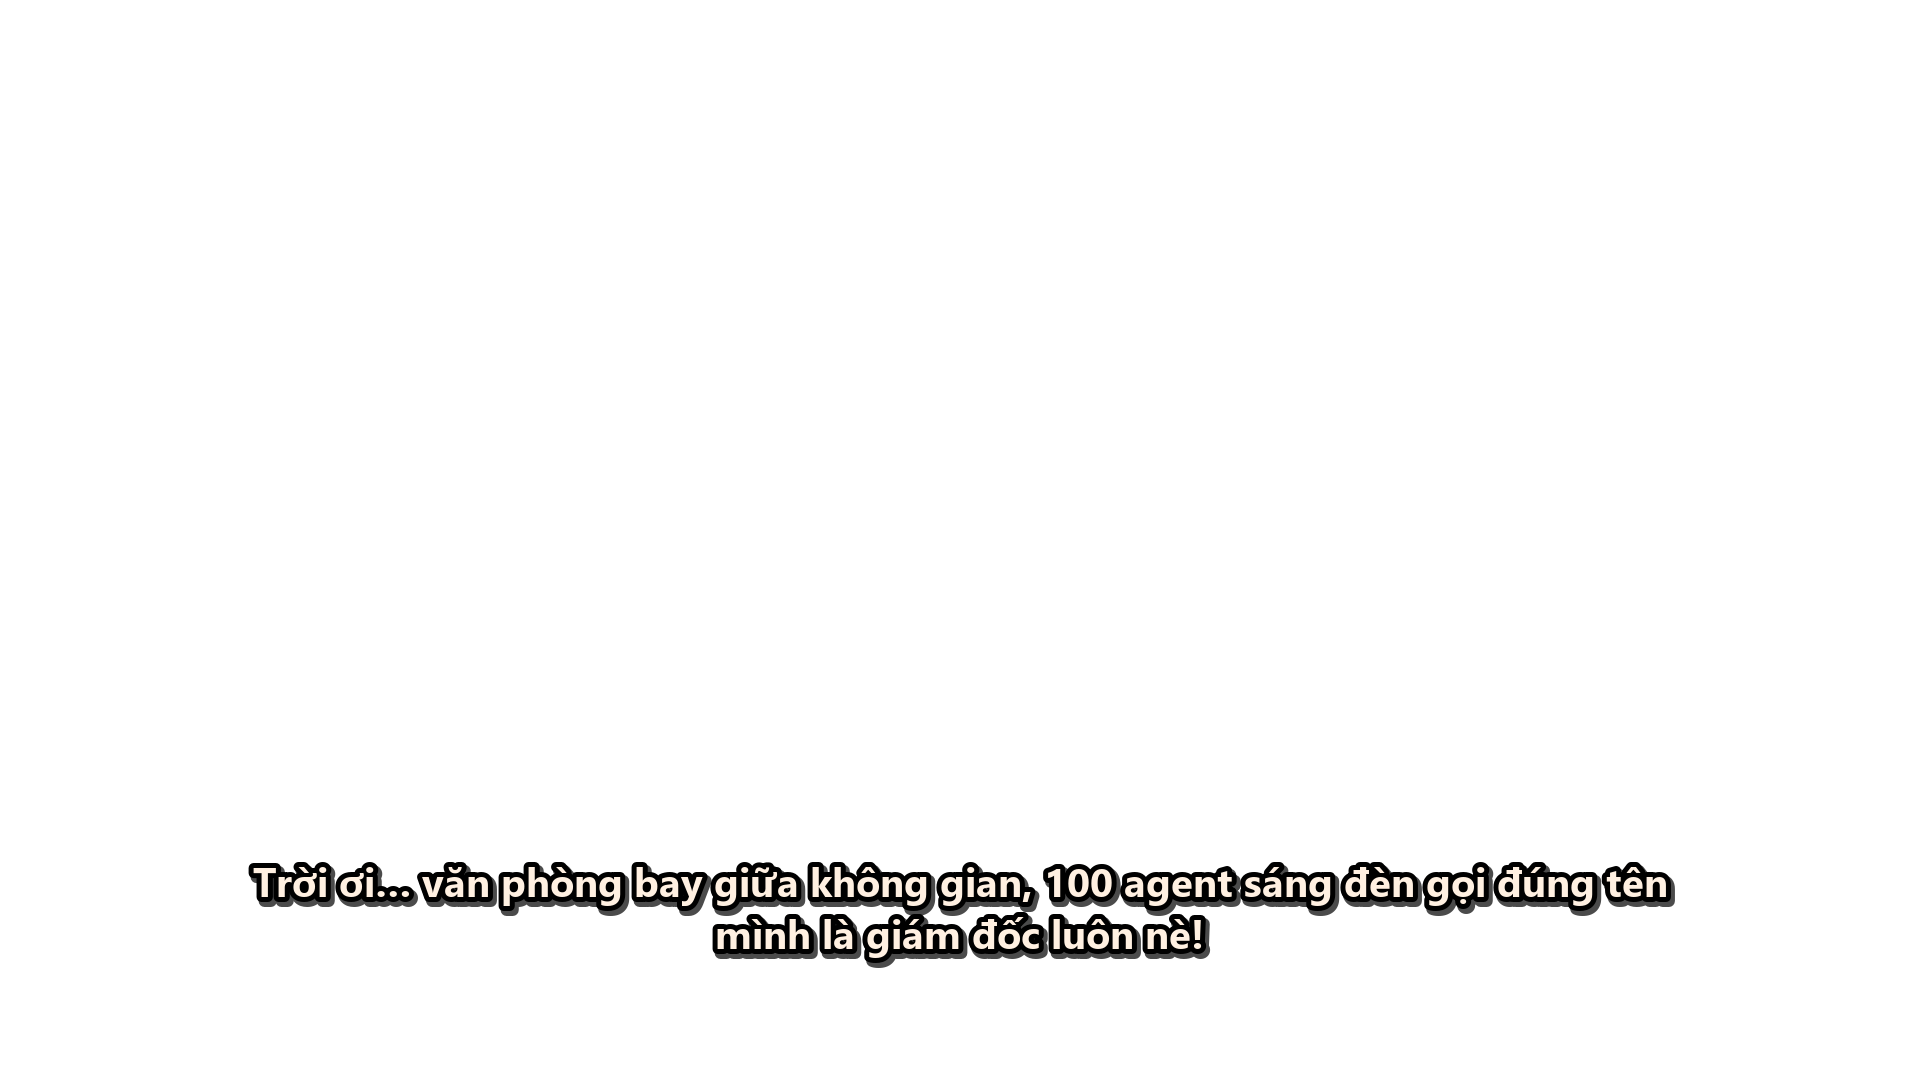 Trời ơi... văn phòng bay giữa không gian, 100 agent sáng đèn gọi đúng tên
mình là giám đốc luôn nè!